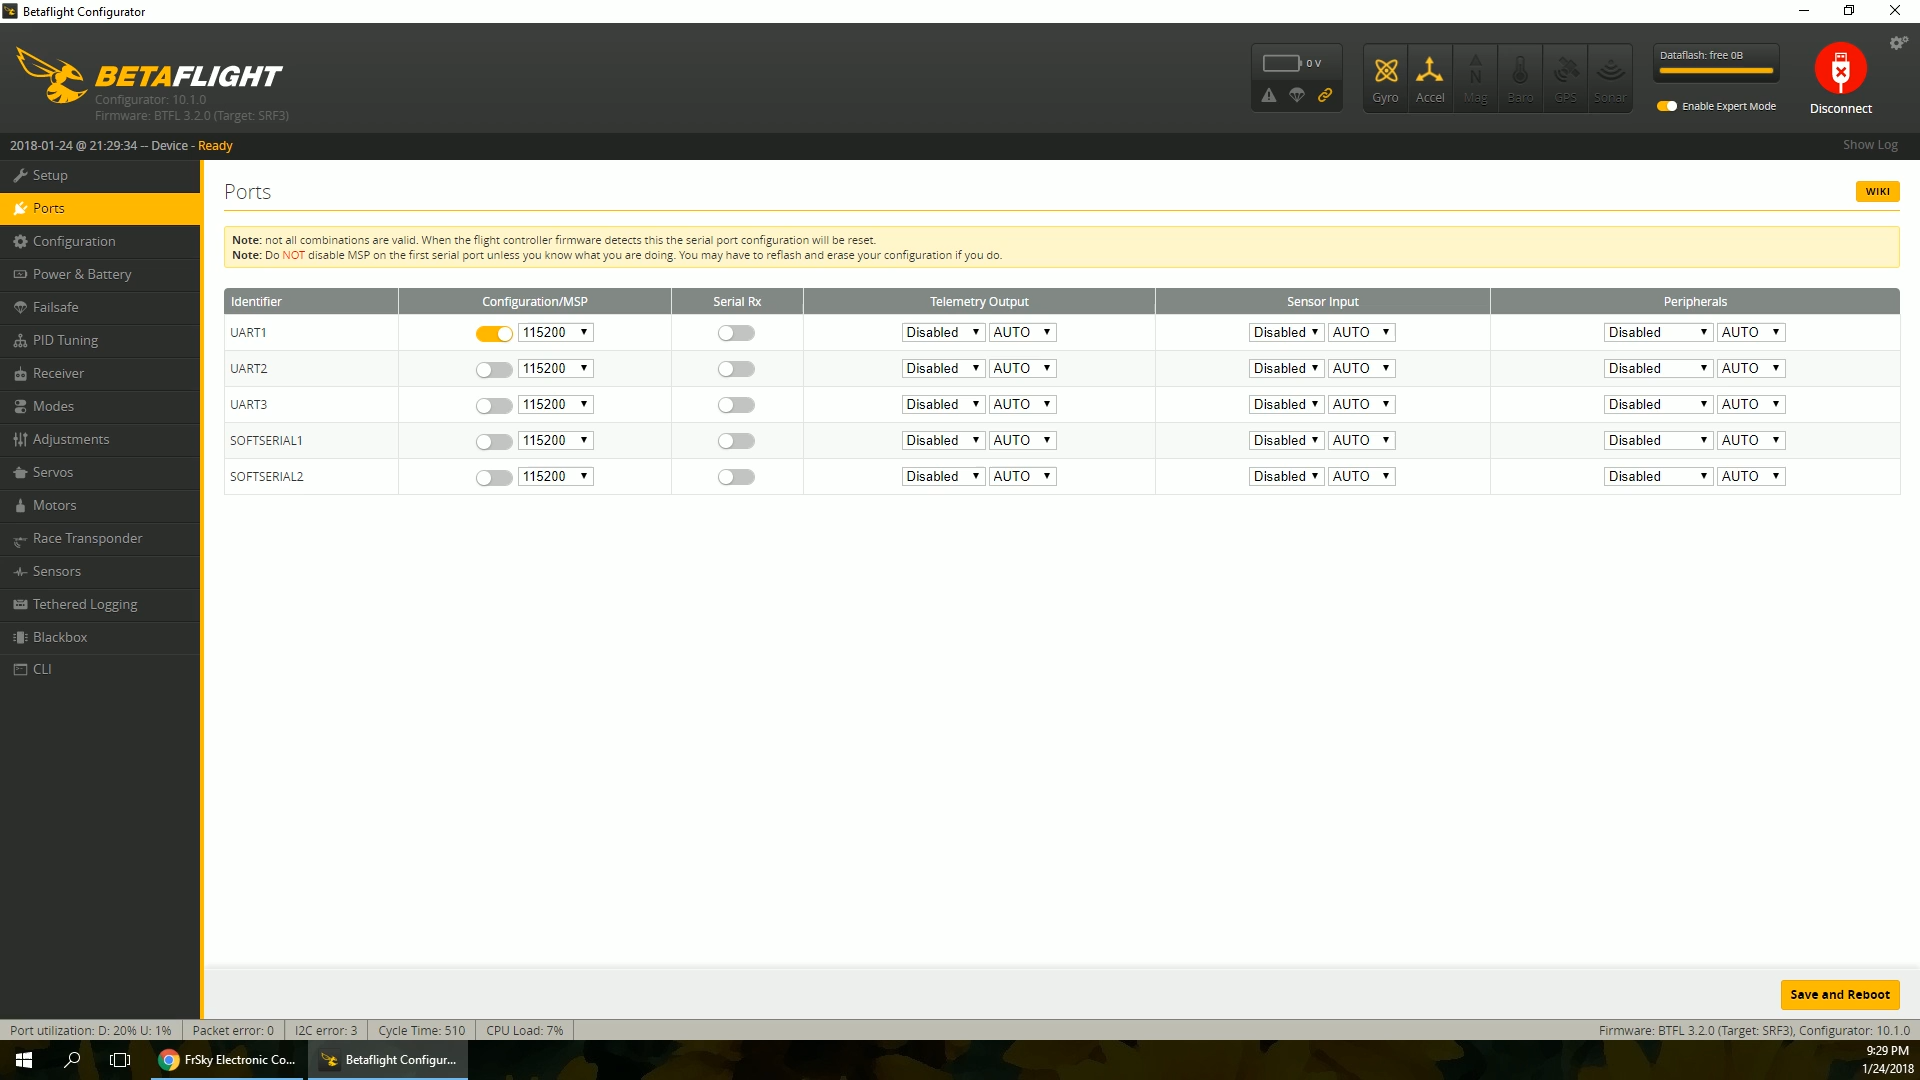 Betaflight Configurator
BETAFLIGHT
Configurator: 10.1.0
Firmware: BTFL 3.2.0 (Target: SRF3)
0 V
Gyro Accel Mag Baro GPS Sonar
Dataflash: free 0B
Enable Expert Mode
Disconnect
2018-01-24 @ 21:29:34 -- Device - Ready
Show Log
Setup
Ports
Configuration
Power & Battery
Failsafe
PID Tuning
Receiver
Modes
Adjustments
Servos
Motors
Race Transponder
Sensors
Tethered Logging
Blackbox
CLI
Ports
WIKI
Note: not all combinations are valid. When the flight controller firmware detects this the serial port configuration will be reset.
Note: Do NOT disable MSP on the first serial port unless you know what you are doing. You may have to reflash and erase your configuration if you do.
Identifier Configuration/MSP Serial Rx Telemetry Output Sensor Input Peripherals
UART1 115200 Disabled AUTO Disabled AUTO Disabled AUTO
UART2 115200 Disabled AUTO Disabled AUTO Disabled AUTO
UART3 115200 Disabled AUTO Disabled AUTO Disabled AUTO
SOFTSERIAL1 115200 Disabled AUTO Disabled AUTO Disabled AUTO
SOFTSERIAL2 115200 Disabled AUTO Disabled AUTO Disabled AUTO
Save and Reboot
Port utilization: D: 20% U: 1% Packet error: 0 I2C error: 3 Cycle Time: 510 CPU Load: 7%
Firmware: BTFL 3.2.0 (Target: SRF3), Configurator: 10.1.0
FrSky Electronic Co... Betaflight Configur...
9:29 PM
1/24/2018